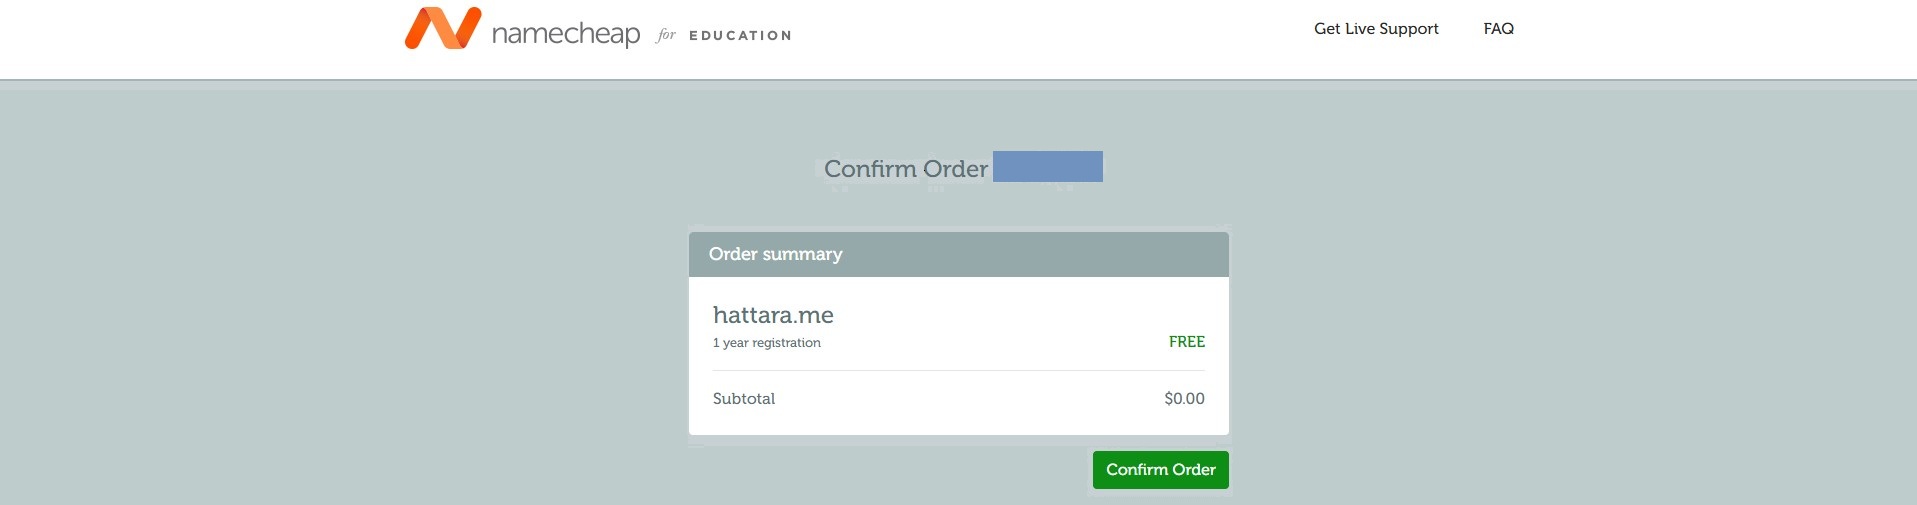 namecheap for EDUCATION
Get Live Support
FAQ
Confirm Order
Order summary
hattara.me
1 year registration
FREE
Subtotal
$0.00
Confirm Order